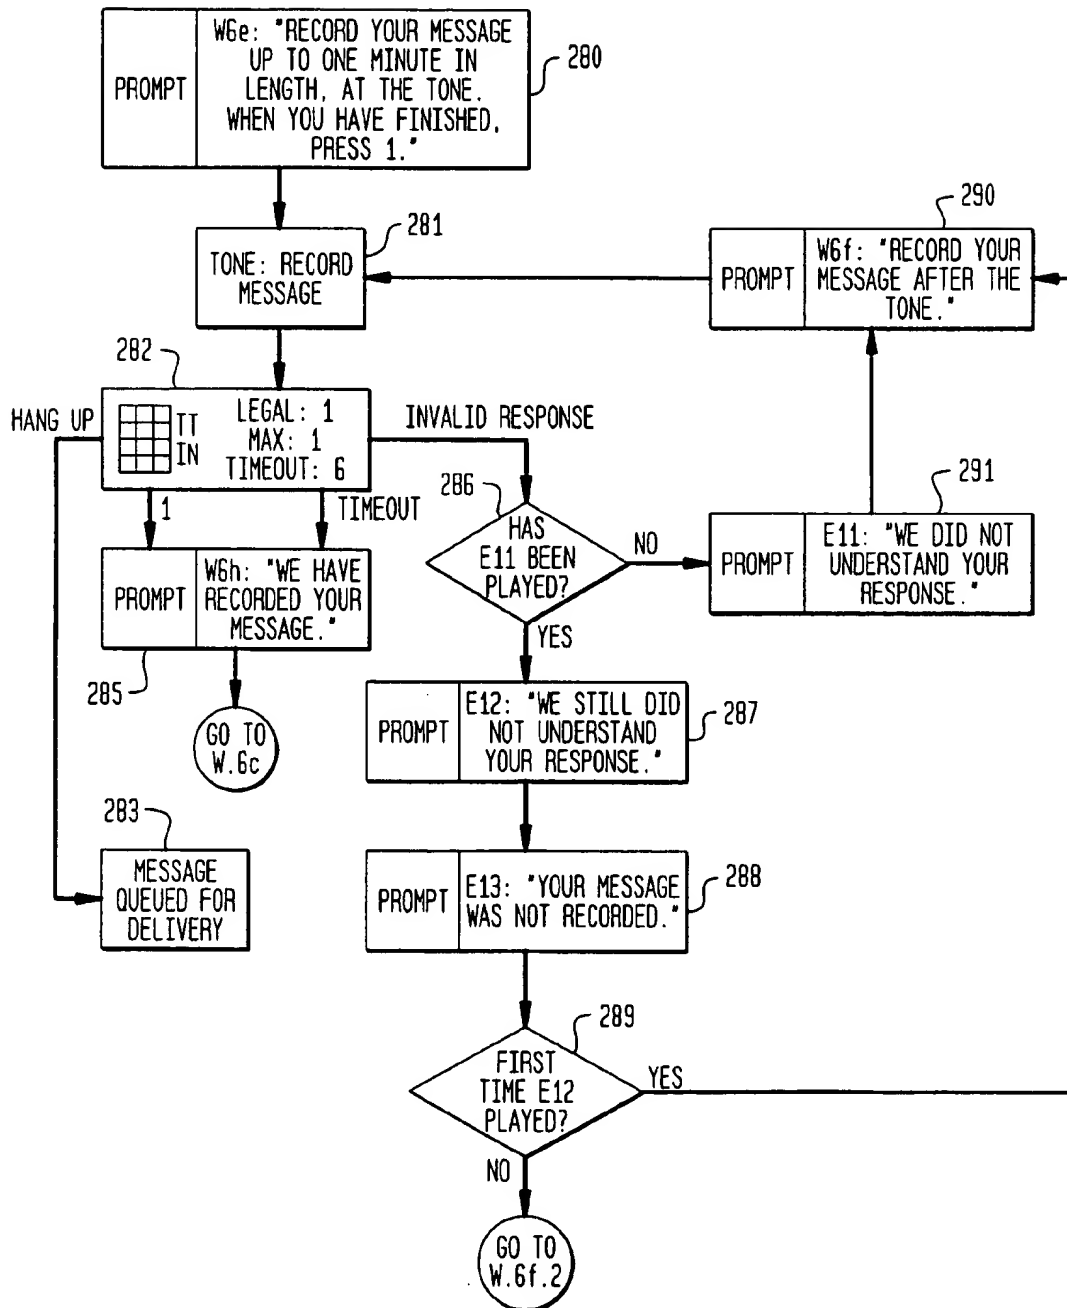 W6e: "RECORD YOUR MESSAGE
UP TO ONE MINUTE IN
LENGTH, AT THE TONE.
WHEN YOU HAVE FINISHED,
PRESS 1."
PROMPT
280
281
TONE: RECORD
MESSAGE
290
PROMPT
W6f: "RECORD YOUR
MESSAGE AFTER THE
TONE."
282
HANG UP
TT
IN
LEGAL: 1
MAX: 1
TIMEOUT: 6
INVALID RESPONSE
1
TIMEOUT
286
HAS
E11 BEEN
PLAYED?
NO
YES
291
PROMPT
E11: "WE DID NOT
UNDERSTAND YOUR
RESPONSE."
PROMPT
W6h: "WE HAVE
RECORDED YOUR
MESSAGE."
285
GO TO
W.6c
PROMPT
E12: "WE STILL DID
NOT UNDERSTAND
YOUR RESPONSE."
287
283
MESSAGE
QUEUED FOR
DELIVERY
PROMPT
E13: "YOUR MESSAGE
WAS NOT RECORDED."
288
289
FIRST
TIME E12
PLAYED?
YES
NO
GO TO
W.6f.2